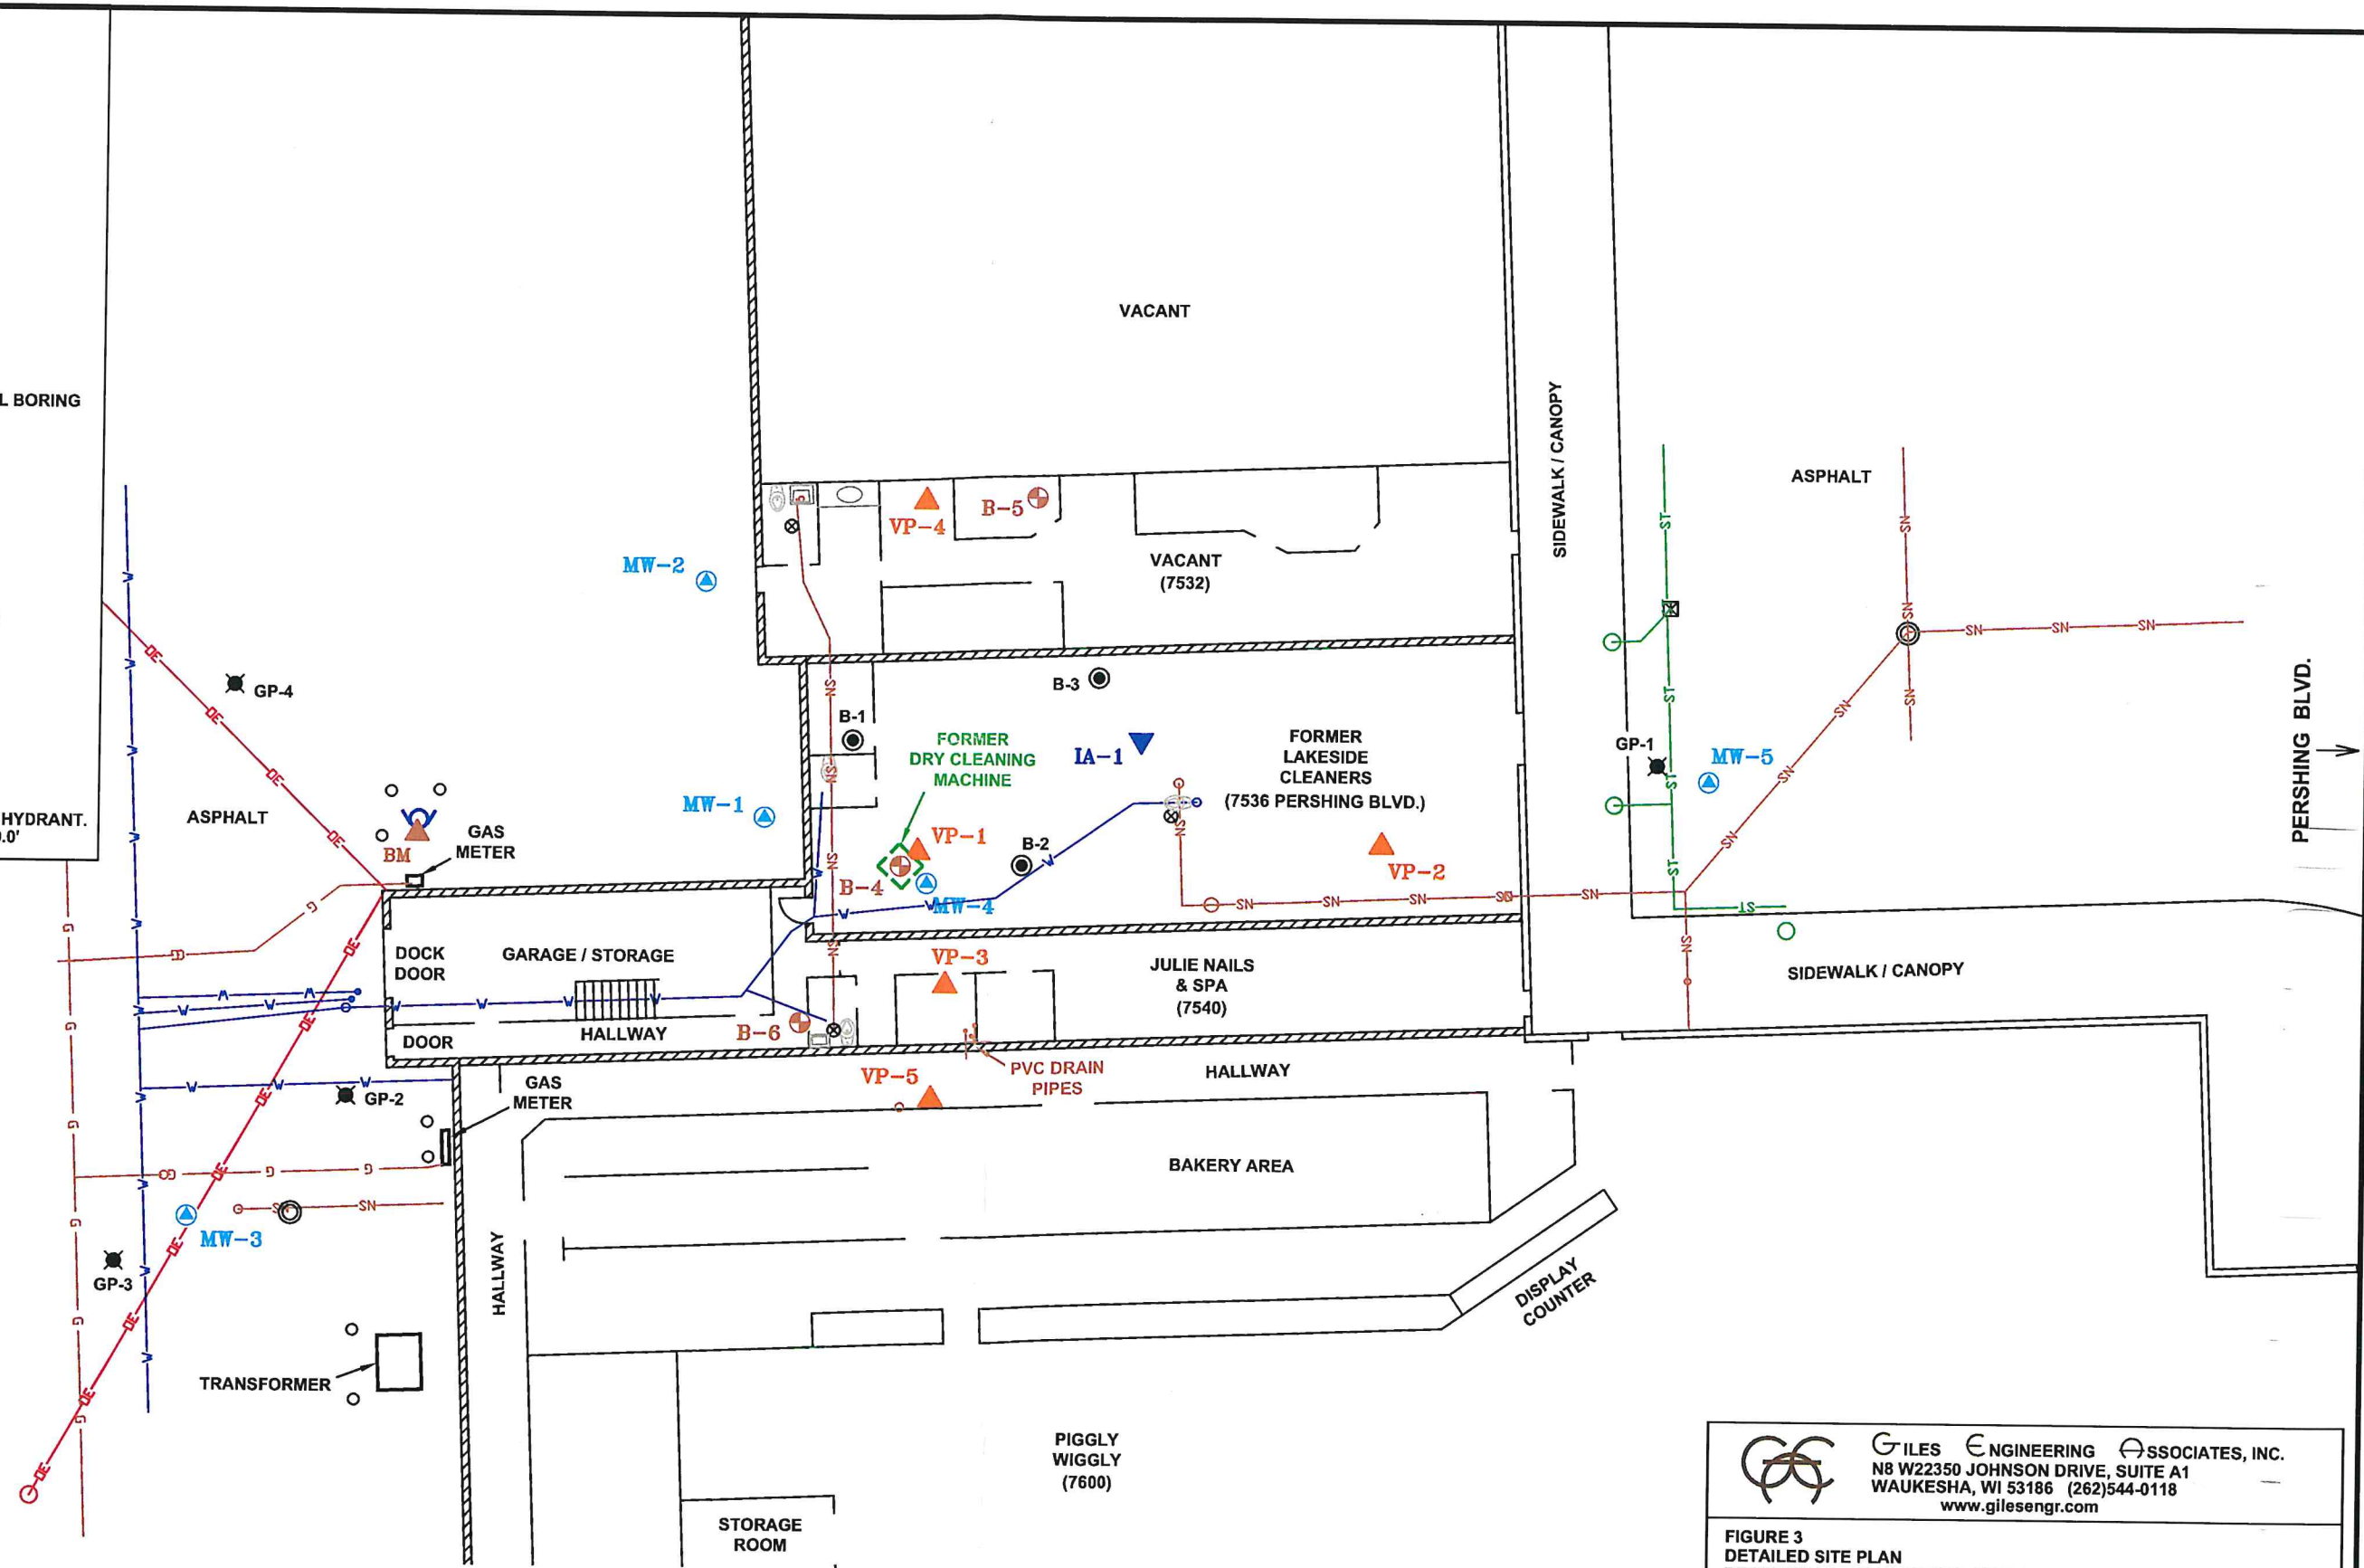 L BORING
HYDRANT.
0.0'
VACANT
SIDEWALK / CANOPY
ASPHALT
VP-4
B-5
VACANT
(7532)
MW-2
GP-4
B-3
B-1
FORMER
DRY CLEANING
MACHINE
IA-1
FORMER
LAKESIDE
CLEANERS
(7536 PERSHING BLVD.)
GP-1
MW-5
PERSHING BLVD.
ASPHALT
BM
GAS
METER
MW-1
VP-1
B-2
B-4
MW-4
VP-2
DOCK
DOOR
GARAGE / STORAGE
VP-3
JULIE NAILS
& SPA
(7540)
SIDEWALK / CANOPY
DOOR
HALLWAY
B-6
PVC DRAIN
PIPES
HALLWAY
VP-5
GAS
METER
GP-2
BAKERY AREA
MW-3
GP-3
HALLWAY
DISPLAY
COUNTER
TRANSFORMER
PIGGLY
WIGGLY
(7600)
STORAGE
ROOM
GILES ENGINEERING ASSOCIATES, INC.
N8 W22350 JOHNSON DRIVE, SUITE A1
WAUKESHA, WI 53186 (262)544-0118
www.gilesengr.com
FIGURE 3
DETAILED SITE PLAN